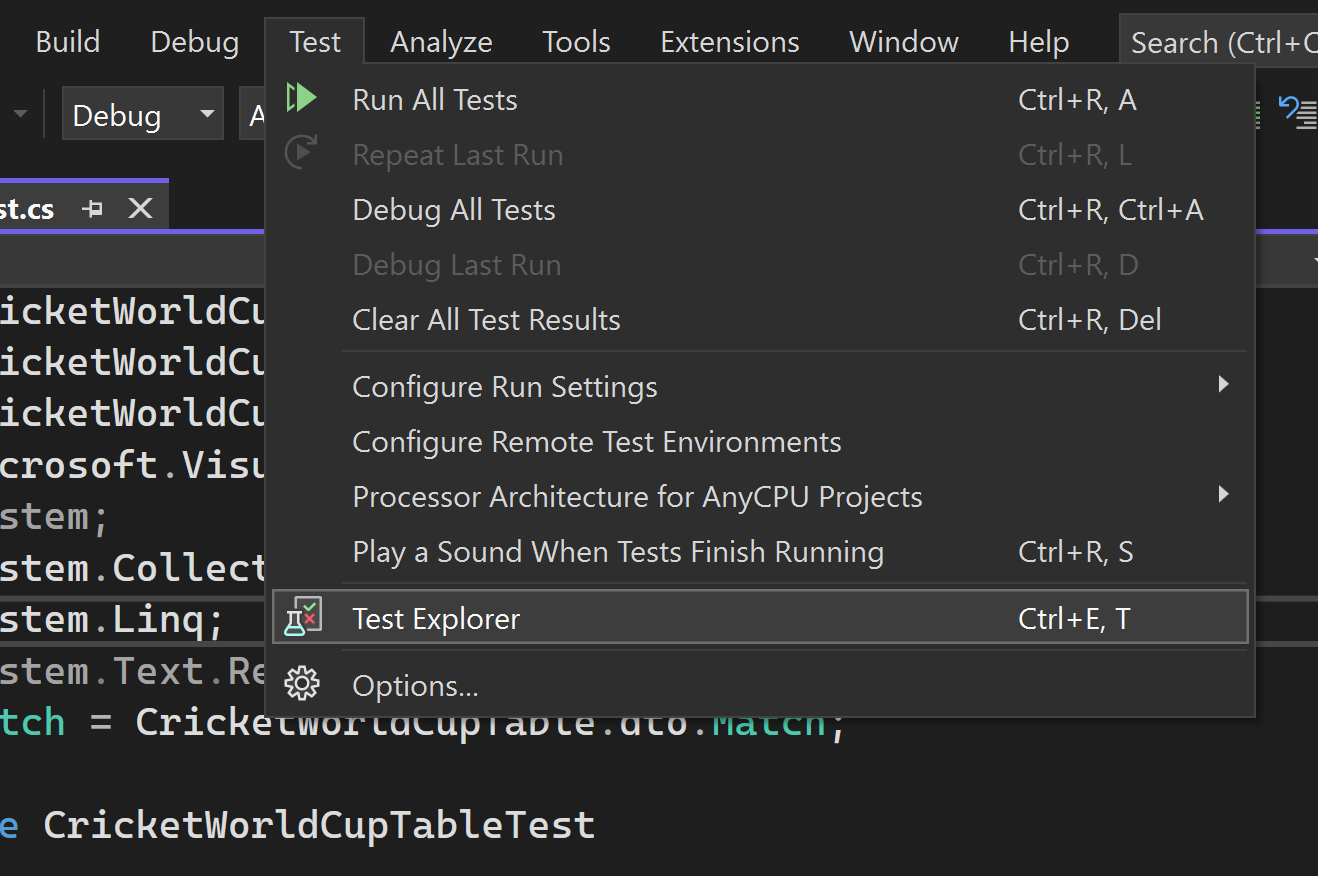 Build Debug Test Analyze Tools Extensions Window Help Search (Ctrl+
Debug A
st.cs
Run All Tests Ctrl+R, A
Repeat Last Run Ctrl+R, L
Debug All Tests Ctrl+R, Ctrl+A
Debug Last Run Ctrl+R, D
Clear All Test Results Ctrl+R, Del
Configure Run Settings
Configure Remote Test Environments
Processor Architecture for AnyCPU Projects
Play a Sound When Tests Finish Running Ctrl+R, S
Test Explorer Ctrl+E, T
Options...
icketWorldCu
icketWorldCu
icketWorldCu
crosoft.Visu
stem;
stem.Collect
stem.Linq;
stem.Text.Re
tch = CricketWorldCupTable.dto.Match;
e CricketWorldCupTableTest